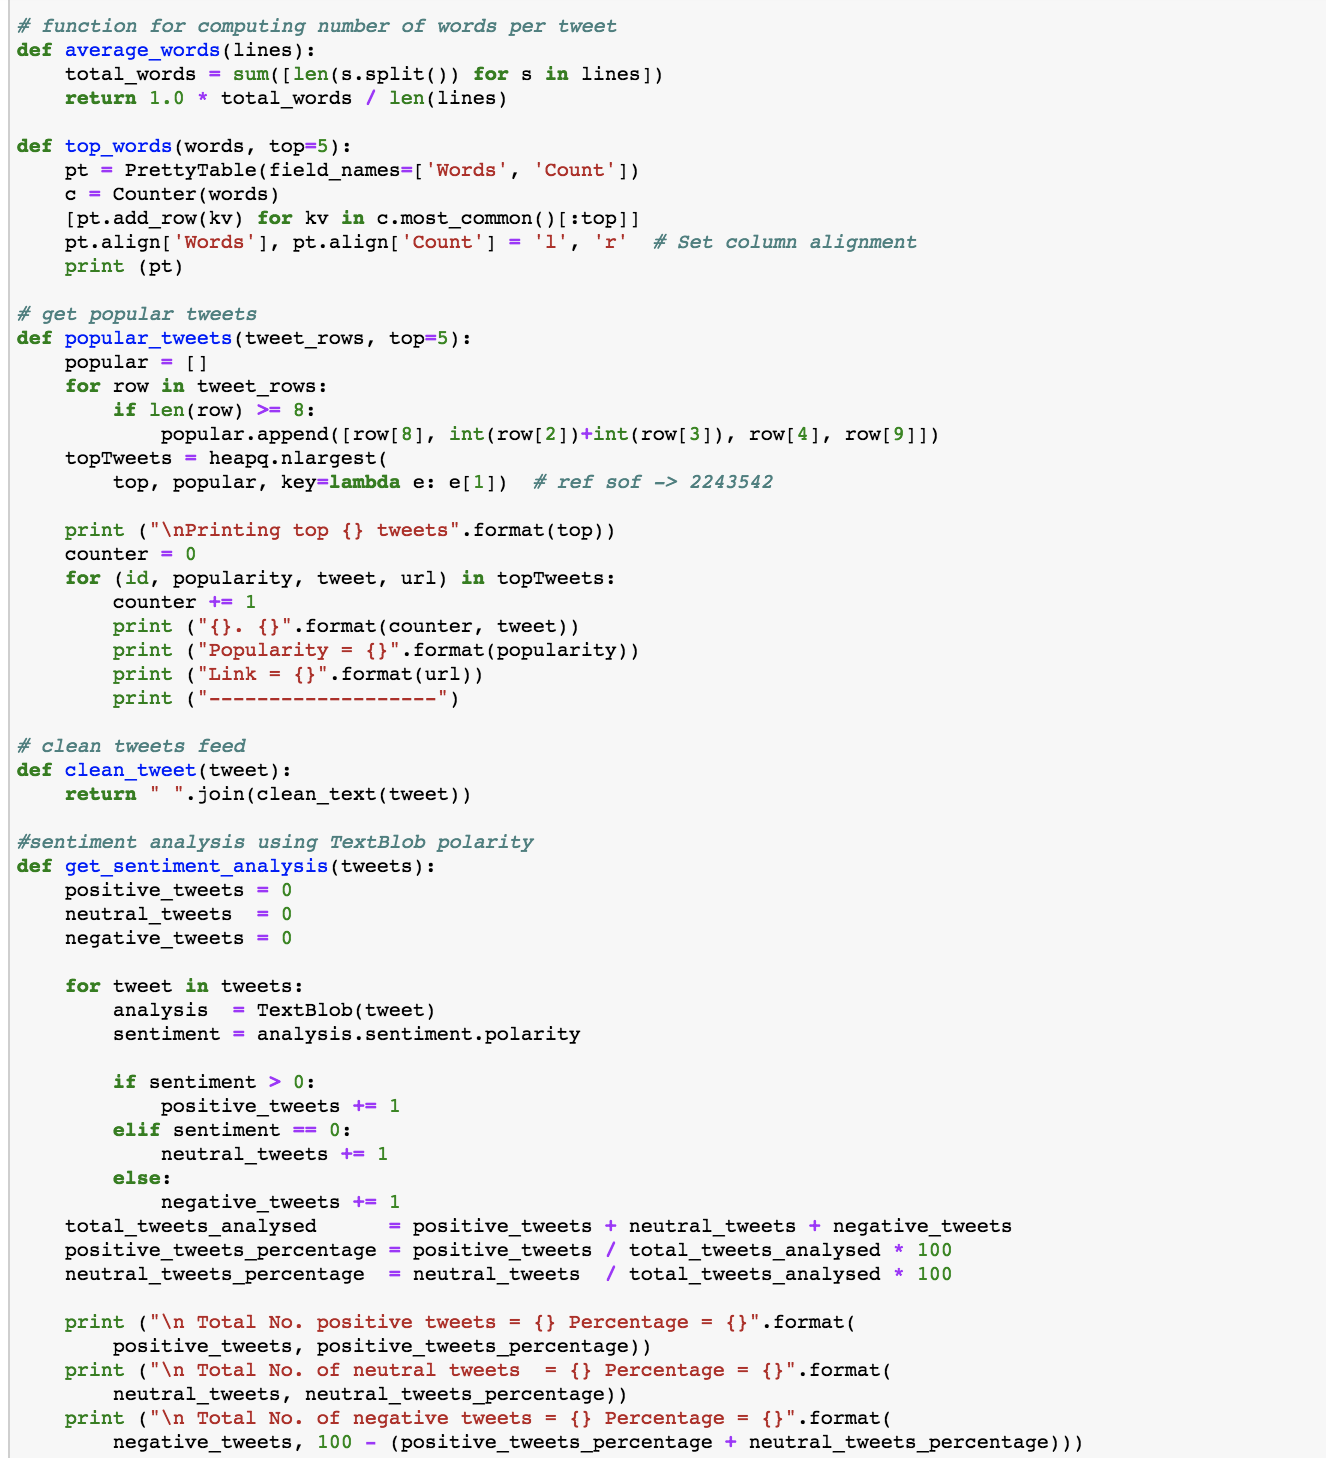 # function for computing number of words per tweet
def average_words(lines):
    total_words = sum([len(s.split()) for s in lines])
    return 1.0 * total_words / len(lines)

def top_words(words, top=5):
    pt = PrettyTable(field_names=['Words', 'Count'])
    c = Counter(words)
    [pt.add_row(kv) for kv in c.most_common()[:top]]
    pt.align['Words'], pt.align['Count'] = 'l', 'r'  # Set column alignment
    print (pt)

# get popular tweets
def popular_tweets(tweet_rows, top=5):
    popular = []
    for row in tweet_rows:
        if len(row) >= 8:
            popular.append([row[8], int(row[2])+int(row[3]), row[4], row[9]])
    topTweets = heapq.nlargest(
        top, popular, key=lambda e: e[1])  # ref sof -> 2243542

    print ("\nPrinting top {} tweets".format(top))
    counter = 0
    for (id, popularity, tweet, url) in topTweets:
        counter += 1
        print ("{}. {}".format(counter, tweet))
        print ("Popularity = {}".format(popularity))
        print ("Link = {}".format(url))
        print ("-------------------")

# clean tweets feed
def clean_tweet(tweet):
    return " ".join(clean_text(tweet))

#sentiment analysis using TextBlob polarity
def get_sentiment_analysis(tweets):
    positive_tweets = 0
    neutral_tweets  = 0
    negative_tweets = 0

    for tweet in tweets:
        analysis  = TextBlob(tweet)
        sentiment = analysis.sentiment.polarity

        if sentiment > 0:
            positive_tweets += 1
        elif sentiment == 0:
            neutral_tweets += 1
        else:
            negative_tweets += 1
    total_tweets_analysed      = positive_tweets + neutral_tweets + negative_tweets
    positive_tweets_percentage = positive_tweets / total_tweets_analysed * 100
    neutral_tweets_percentage  = neutral_tweets  / total_tweets_analysed * 100

    print ("\n Total No. positive tweets = {} Percentage = {}".format(
        positive_tweets, positive_tweets_percentage))
    print ("\n Total No. of neutral tweets  = {} Percentage = {}".format(
        neutral_tweets, neutral_tweets_percentage))
    print ("\n Total No. of negative tweets = {} Percentage = {}".format(
        negative_tweets, 100 - (positive_tweets_percentage + neutral_tweets_percentage)))